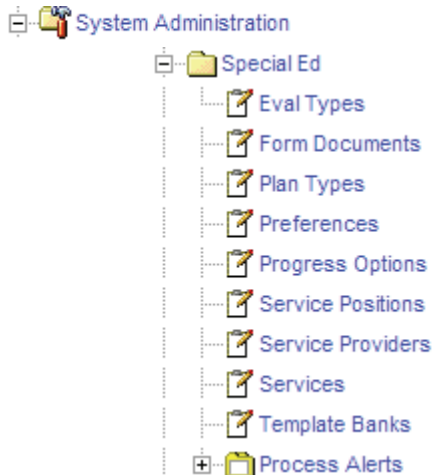 System Administration
Special Ed
Eval Types
Form Documents
Plan Types
Preferences
Progress Options
Service Positions
Service Providers
Services
Template Banks
Process Alerts